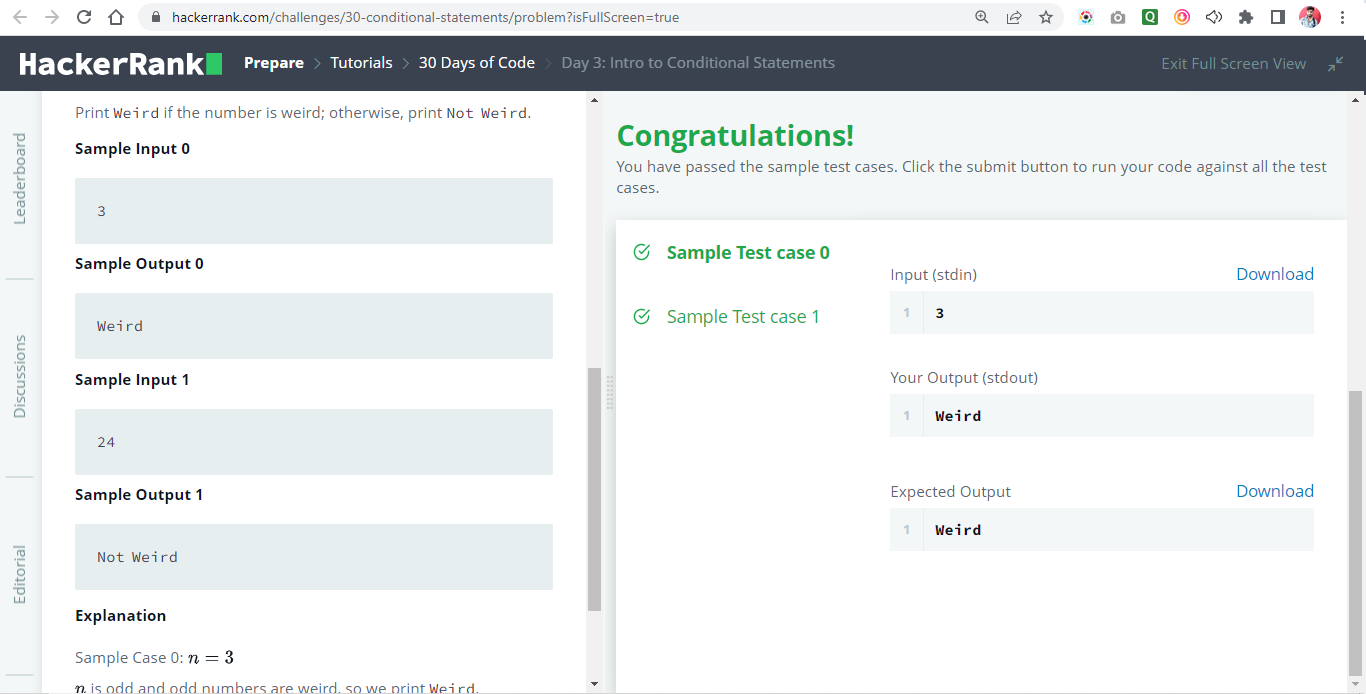 hackerrank.com/challenges/30-conditional-statements/problem?isFullScreen=true
HackerRank
Prepare > Tutorials > 30 Days of Code > Day 3: Intro to Conditional Statements
Exit Full Screen View
Leaderboard
Discussions
Editorial
Print Weird if the number is weird; otherwise, print Not Weird.
Sample Input 0
3
Sample Output 0
Weird
Sample Input 1
24
Sample Output 1
Not Weird
Explanation
Sample Case 0: n = 3
n is odd and odd numbers are weird, so we print Weird.
Congratulations!
You have passed the sample test cases. Click the submit button to run your code against all the test
cases.
Sample Test case 0
Sample Test case 1
Input (stdin)
Download
1 3
Your Output (stdout)
1 Weird
Expected Output
Download
1 Weird